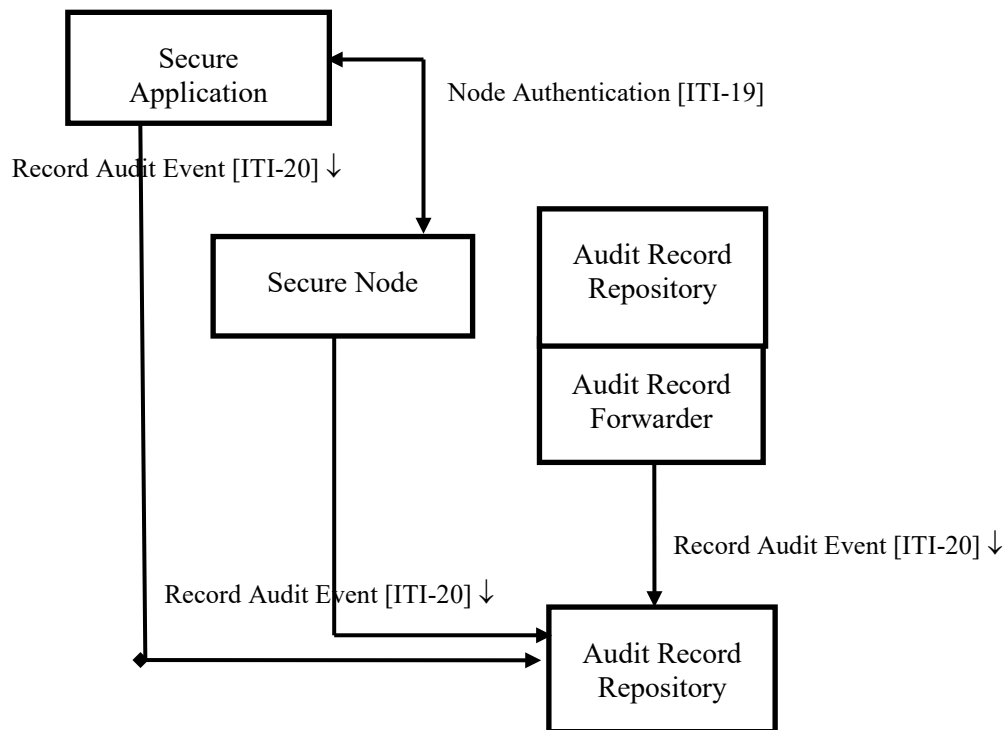 Secure
Application
Node Authentication [ITI-19]
Record Audit Event [ITI-20] ↓
Secure Node
Audit Record
Repository
Audit Record
Forwarder
Record Audit Event [ITI-20] ↓
Record Audit Event [ITI-20] ↓
Audit Record
Repository